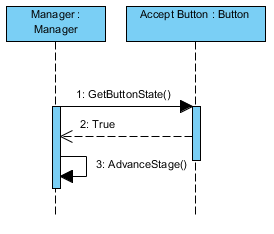 Manager :
Manager
Accept Button : Button
1: GetButtonState()
2: True
3: AdvanceStage()